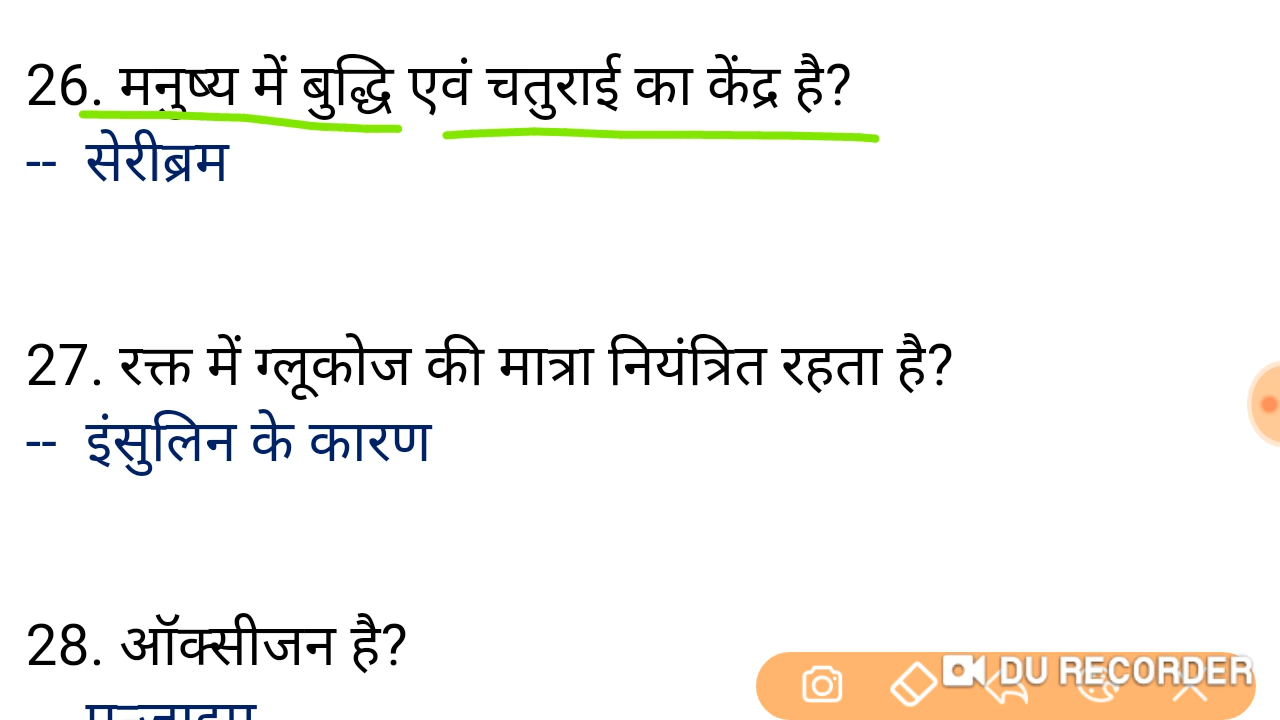 26. मनुष्य में बुद्धि एवं चतुराई का केंद्र है?
-- सेरीब्रम
27. रक्त में ग्लूकोज की मात्रा नियंत्रित रहता है?
-- इंसुलिन के कारण
28. ऑक्सीजन है?
DU RECORDER